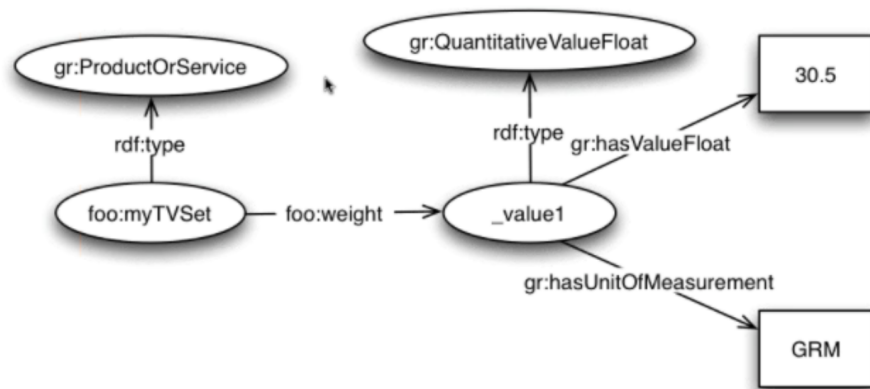 gr:QuantitativeValueFloat
gr:ProductOrService
30.5
rdf:type
gr:hasValueFloat
rdf:type
foo:myTVSet
foo:weight
_value1
gr:hasUnitOfMeasurement
GRM